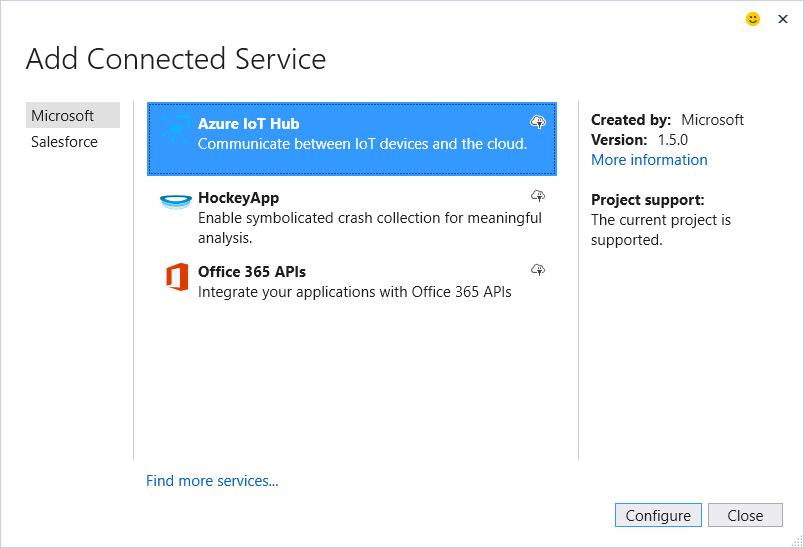 Add Connected Service
Microsoft
Salesforce
Azure IoT Hub
Communicate between IoT devices and the cloud.
HockeyApp
Enable symbolicated crash collection for meaningful
analysis.
Office 365 APIs
Integrate your applications with Office 365 APIs
Created by: Microsoft
Version: 1.5.0
More information
Project support:
The current project is
supported.
Find more services...
Configure
Close